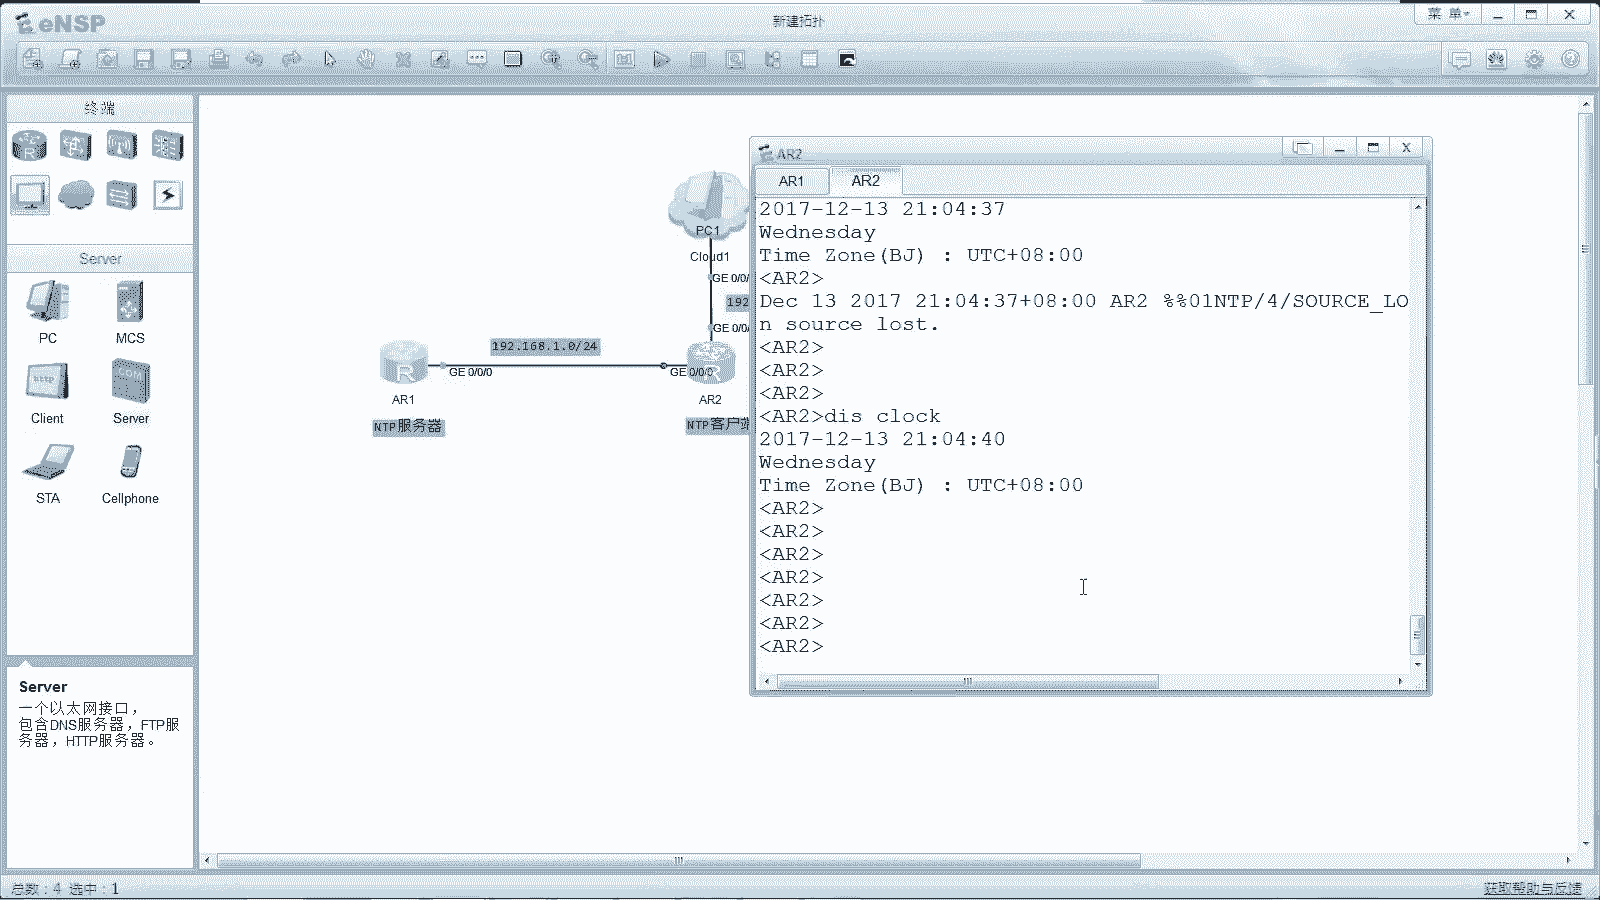 eNSP
新建拓扑
菜 单
终端
Server
PC
MCS
Client
Server
STA
Cellphone
Server
一个以太网接口，
包含DNS服务器，FTP服
务器，HTTP服务器。
PC1
Cloud1
GE 0/0/
192
GE 0/0/
192.168.1.0/24
GE 0/0/0
GE 0/0/0
AR1
AR2
NTP服务器
NTP客户端
AR2
AR1
AR2
2017-12-13 21:04:37
Wednesday
Time Zone(BJ) : UTC+08:00
<AR2>
Dec 13 2017 21:04:37+08:00 AR2 %%01NTP/4/SOURCE_LO
n source lost.
<AR2>
<AR2>
<AR2>
<AR2>dis clock
2017-12-13 21:04:40
Wednesday
Time Zone(BJ) : UTC+08:00
<AR2>
<AR2>
<AR2>
<AR2>
<AR2>
<AR2>
<AR2>
总数：4 选中：1
获取帮助与反馈